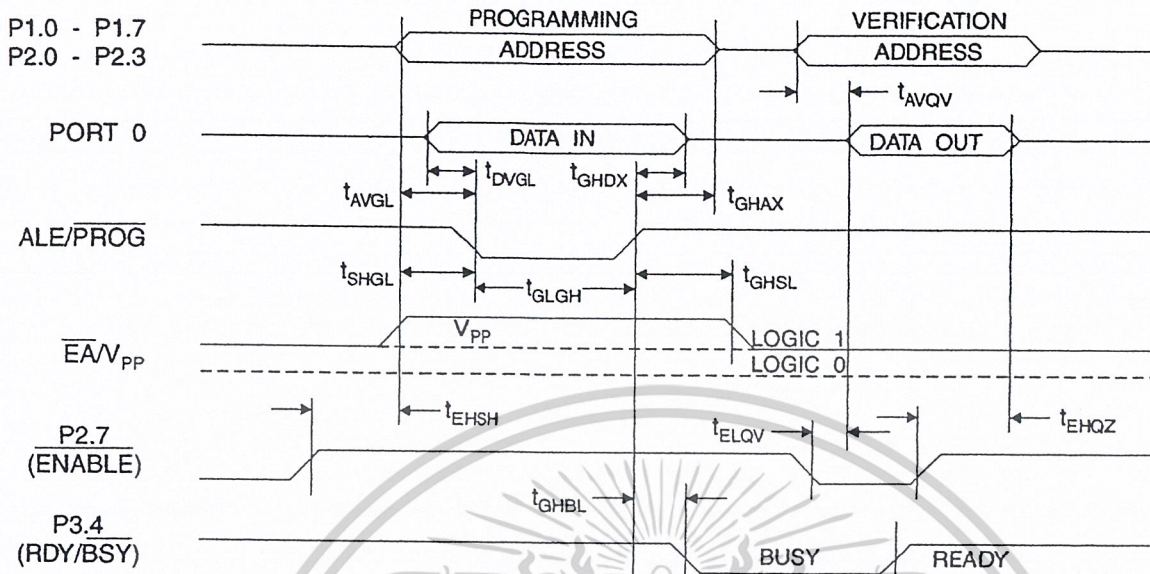 PROGRAMMING
VERIFICATION
P1.0 - P1.7
P2.0 - P2.3
ADDRESS
ADDRESS
tAVQV
PORT 0
DATA IN
DATA OUT
tDVGL
tGHDX
tAVGL
tGHAX
ALE/PROG
tSHGL
tGLGH
tGHSL
VPP
EA/VPP
LOGIC 1
LOGIC 0
tEHSH
tELQV
tEHQZ
P2.7
(ENABLE)
tGHBL
P3.4
(RDY/BSY)
BUSY
READY